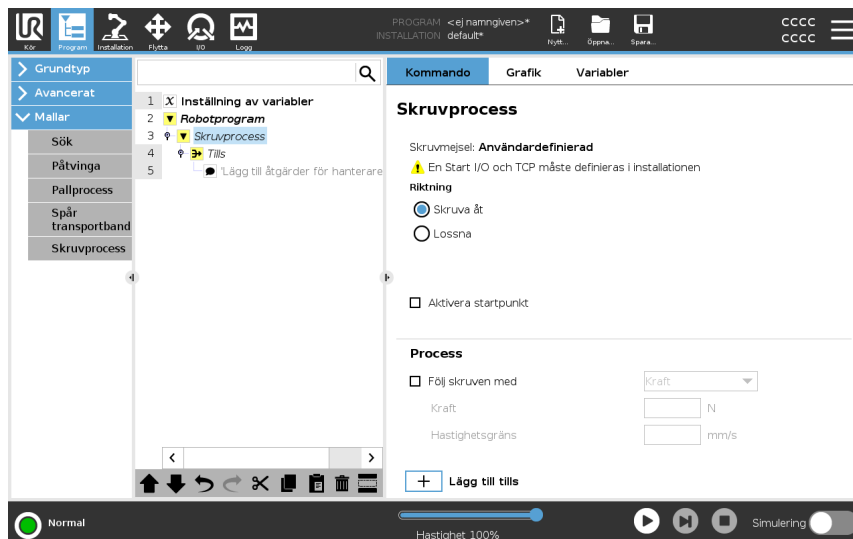 PROGRAM <ej namngiven>*
INSTALLATION default*
CCCC
CCCC
Kör
Program
Installation
Flytta
I/O
Logg
Nytt...
Öppna...
Spara...
Grundtyp
Avancerat
Mallar
Sök
Påtvinga
Pallprocess
Spår
transportband
Skruvprocess
1 Inställning av variabler
2 Robotprogram
3 Skruvprocess
4 Tills
5 'Lägg till åtgärder för hanterare
Kommando
Grafik
Variabler
Skruvprocess
Skruvmejsel: Användardefinierad
En Start I/O och TCP måste definieras i installationen
Riktning
Skruva åt
Lossna
Aktivera startpunkt
Process
Följ skruven med
Kraft
Kraft
N
Hastighetsgräns
mm/s
Lägg till tills
Normal
Hastighet 100%
Simulering